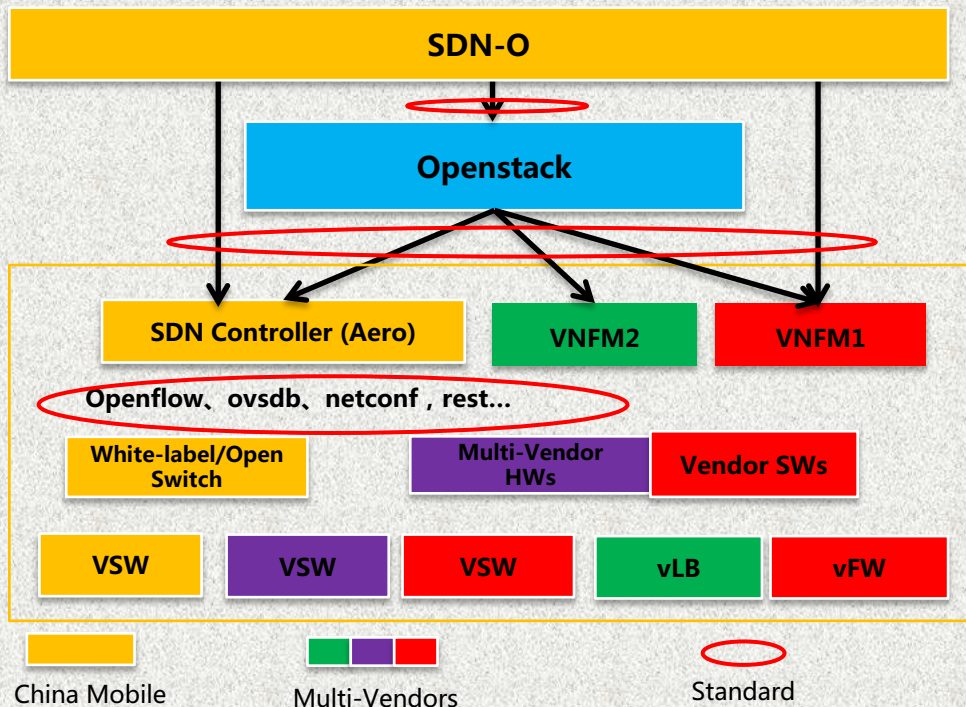 SDN-O
Openstack
SDN Controller (Aero)
VNFM2
VNFM1
Openflow、ovsdb、netconf , rest...
White-label/Open
Switch
Multi-Vendor
HWs
Vendor SWs
VSW
VSW
VSW
vLB
vFW
China Mobile
Multi-Vendors
Standard